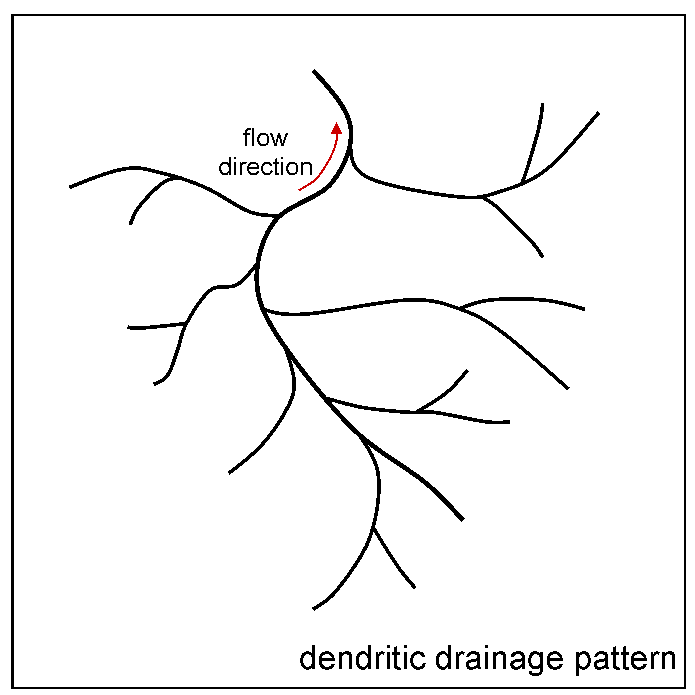 flow
direction
dendritic drainage pattern